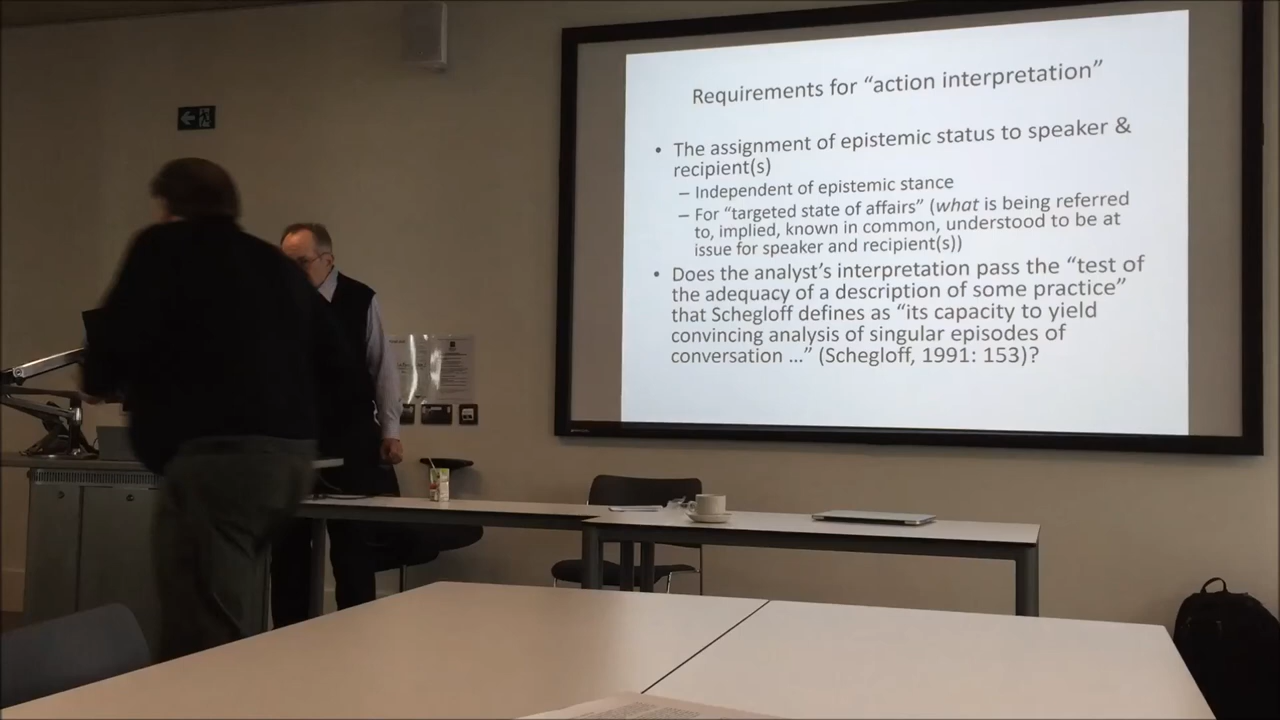 Requirements for “action interpretation”
• The assignment of epistemic status to speaker &
recipient(s)
– Independent of epistemic stance
– For “targeted state of affairs” (what is being referred
to, implied, known in common, understood to be at
issue for speaker and recipient(s))
• Does the analyst’s interpretation pass the “test of
the adequacy of a description of some practice”
that Schegloff defines as “its capacity to yield
convincing analysis of singular episodes of
conversation ...” (Schegloff, 1991: 153)?